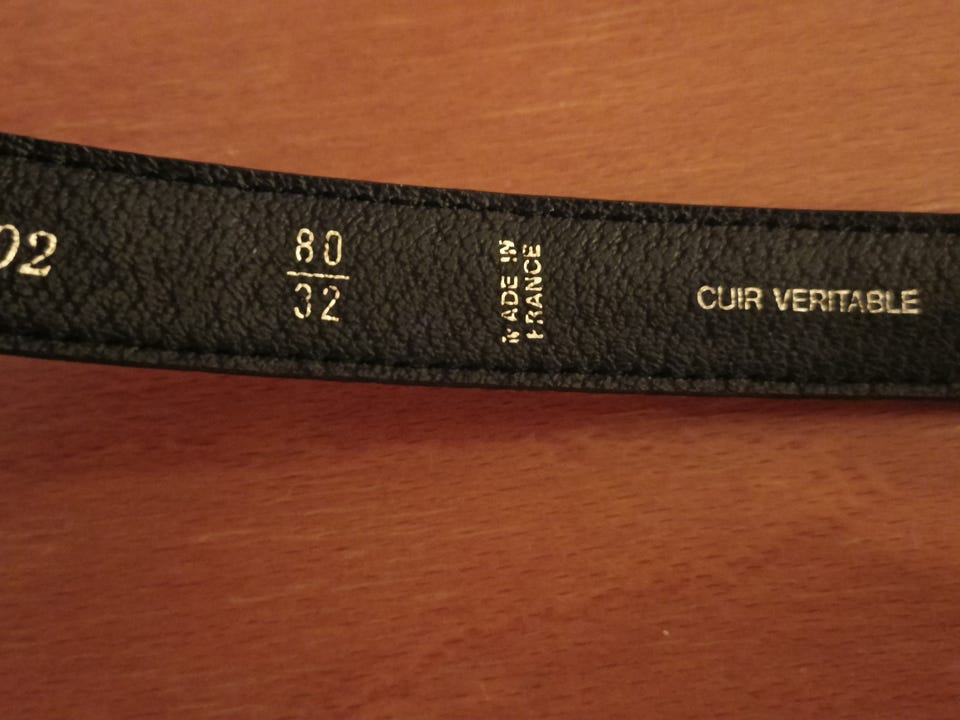 02
80
32
MADE IN
FRANCE
CUIR VERITABLE